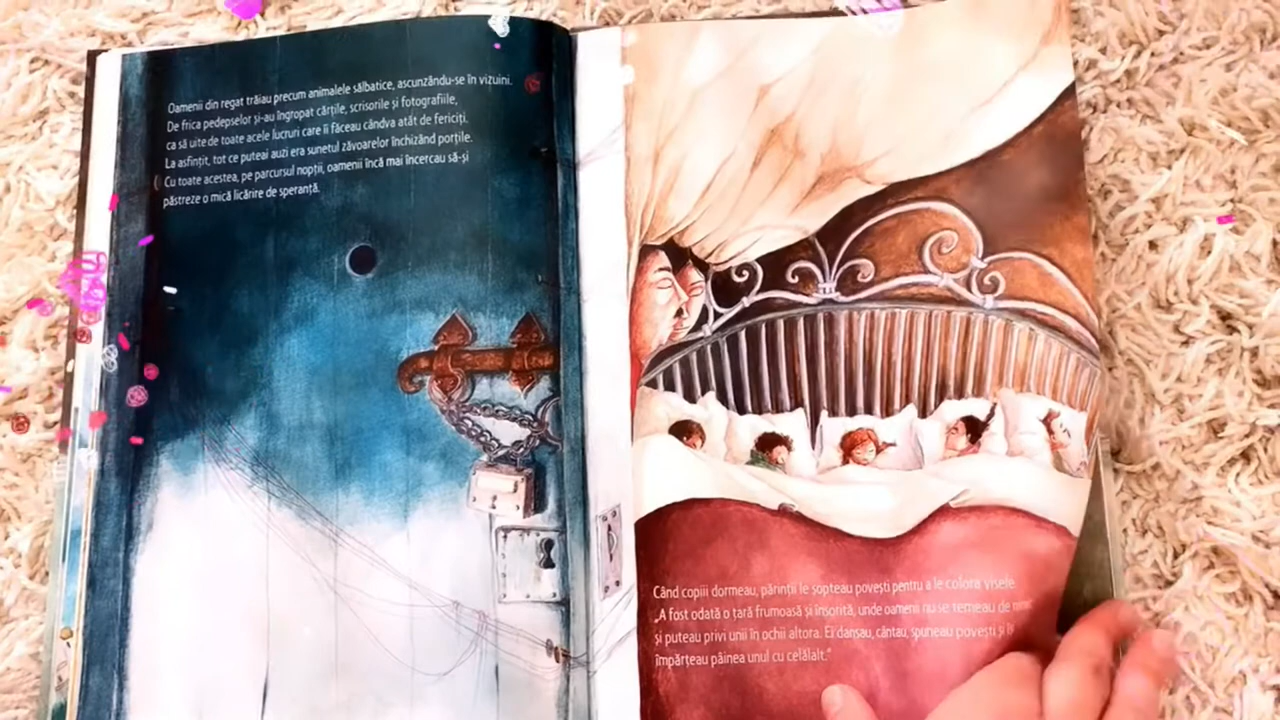 Oamenii din regat trăiau precum animalele sălbatice, ascunzându-se în vizuini.
De frica pedepselor și-au îngropat cărțile, scrisorile și fotografiile,
ca să uite de toate acele lucruri care îi făceau cândva atât de fericiți.
La asfințit, tot ce puteai auzi era sunetul zăvoarelor închizând porțile.
Cu toate acestea, pe parcursul nopții, oamenii încă mai încercau să-și
păstreze o mică licărire de speranță.
Când copiii dormeau, părinții le șopteau povești pentru a le colora visele.
„A fost odată o țară frumoasă și însorită, unde oamenii nu se temeau de
și puteau privi unii în ochii altora. Ei dansau, cântau, spuneau povești și
împărțeau pâinea unul cu celălalt.”